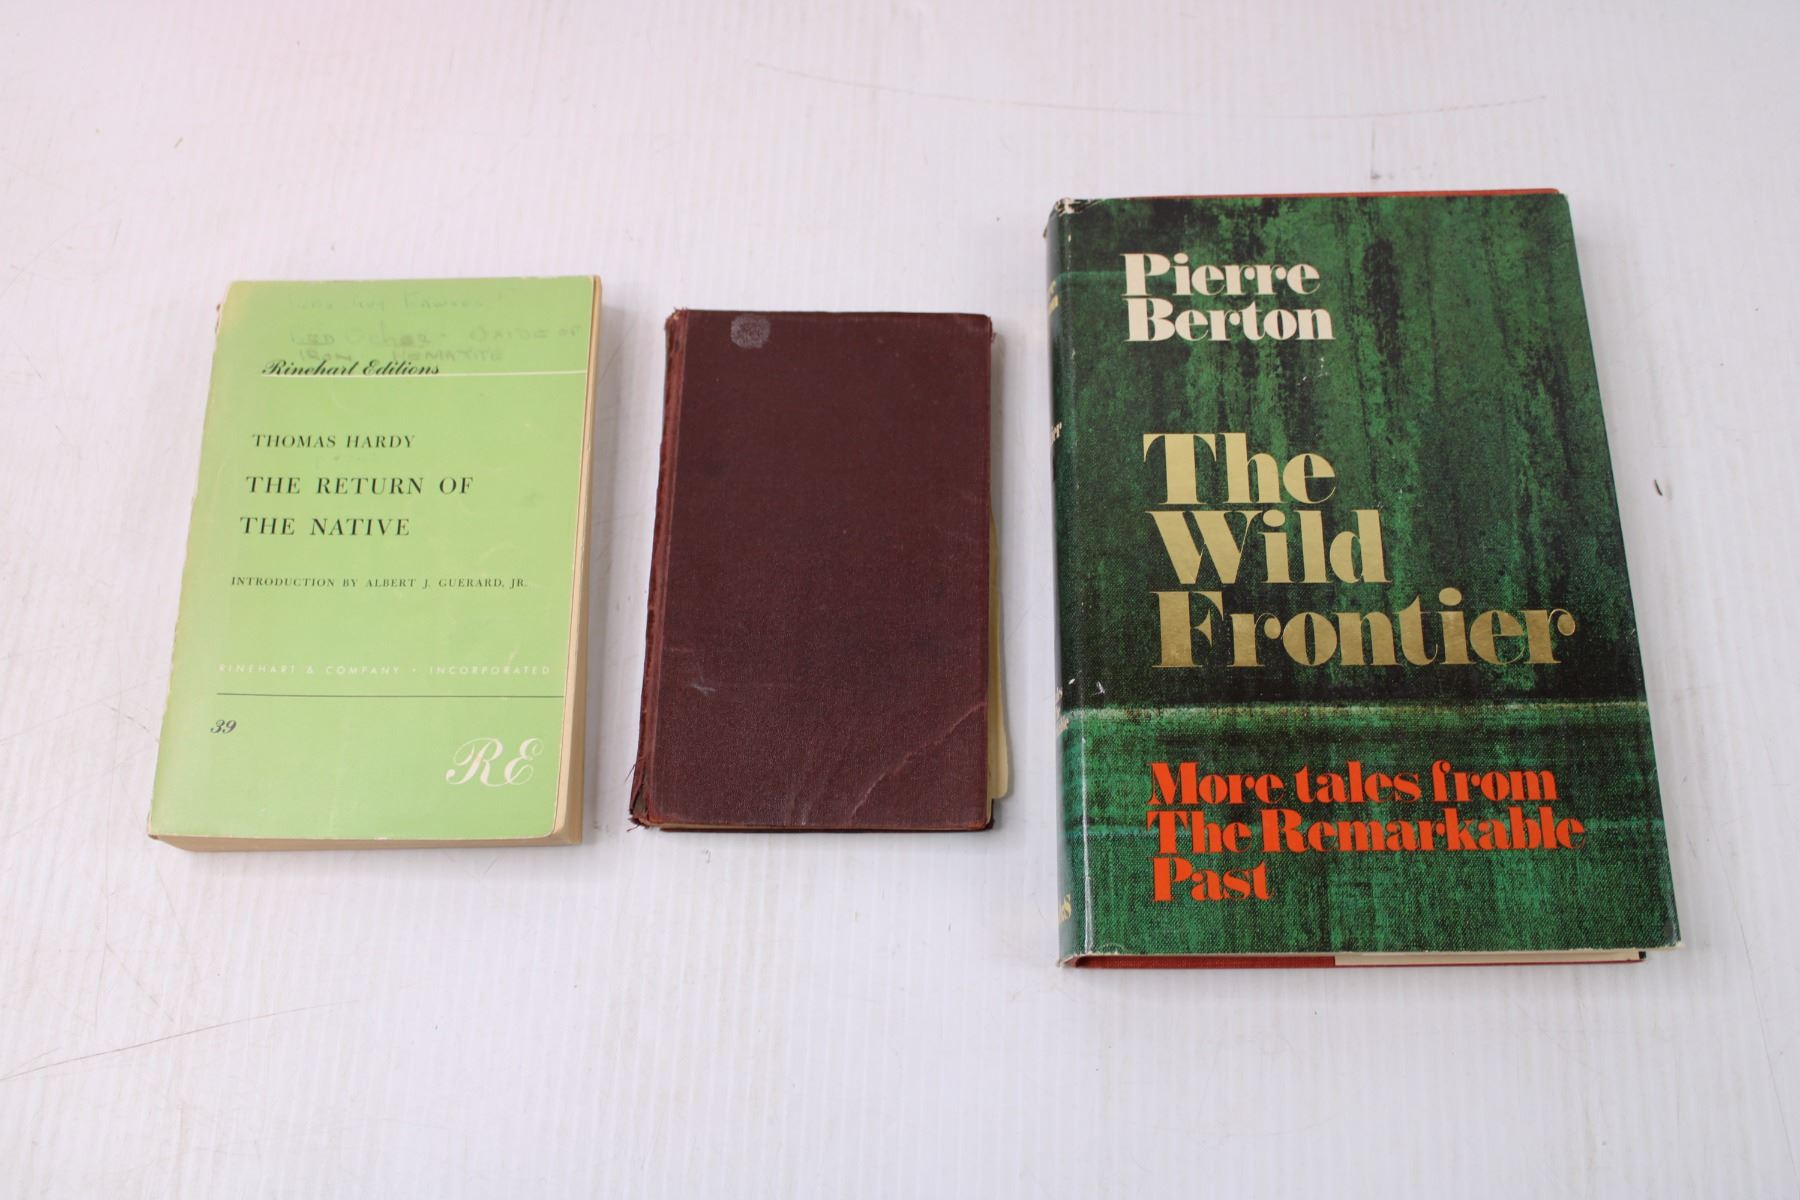 Rinehart Editions
THOMAS HARDY
THE RETURN OF
THE NATIVE
INTRODUCTION BY ALBERT J. GUERARD, JR.
RINEHART & COMPANY • INCORPORATED
39
RE
Pierre
Berton
The
Wild
Frontier
More tales from
The Remarkable
Past